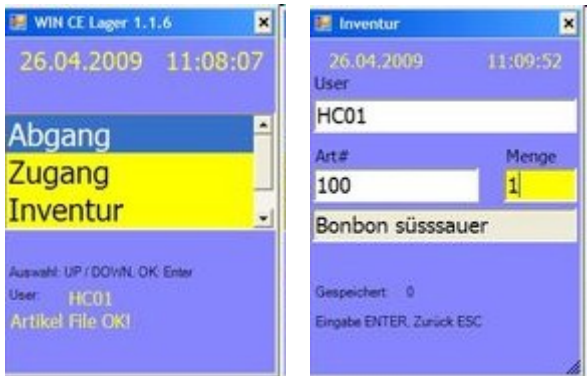 WIN CE Lager 1.1.6
26.04.2009 11:08:07
Abgang
Zugang
Inventur
Auswahl: UP / DOWN, OK: Enter
User: HC01
Artikel File OK!
Inventur
26.04.2009 11:09:52
User
HC01
Art# Menge
100 1
Bonbon süsssauer
Gespeichert: 0
Eingabe ENTER, Zurück ESC